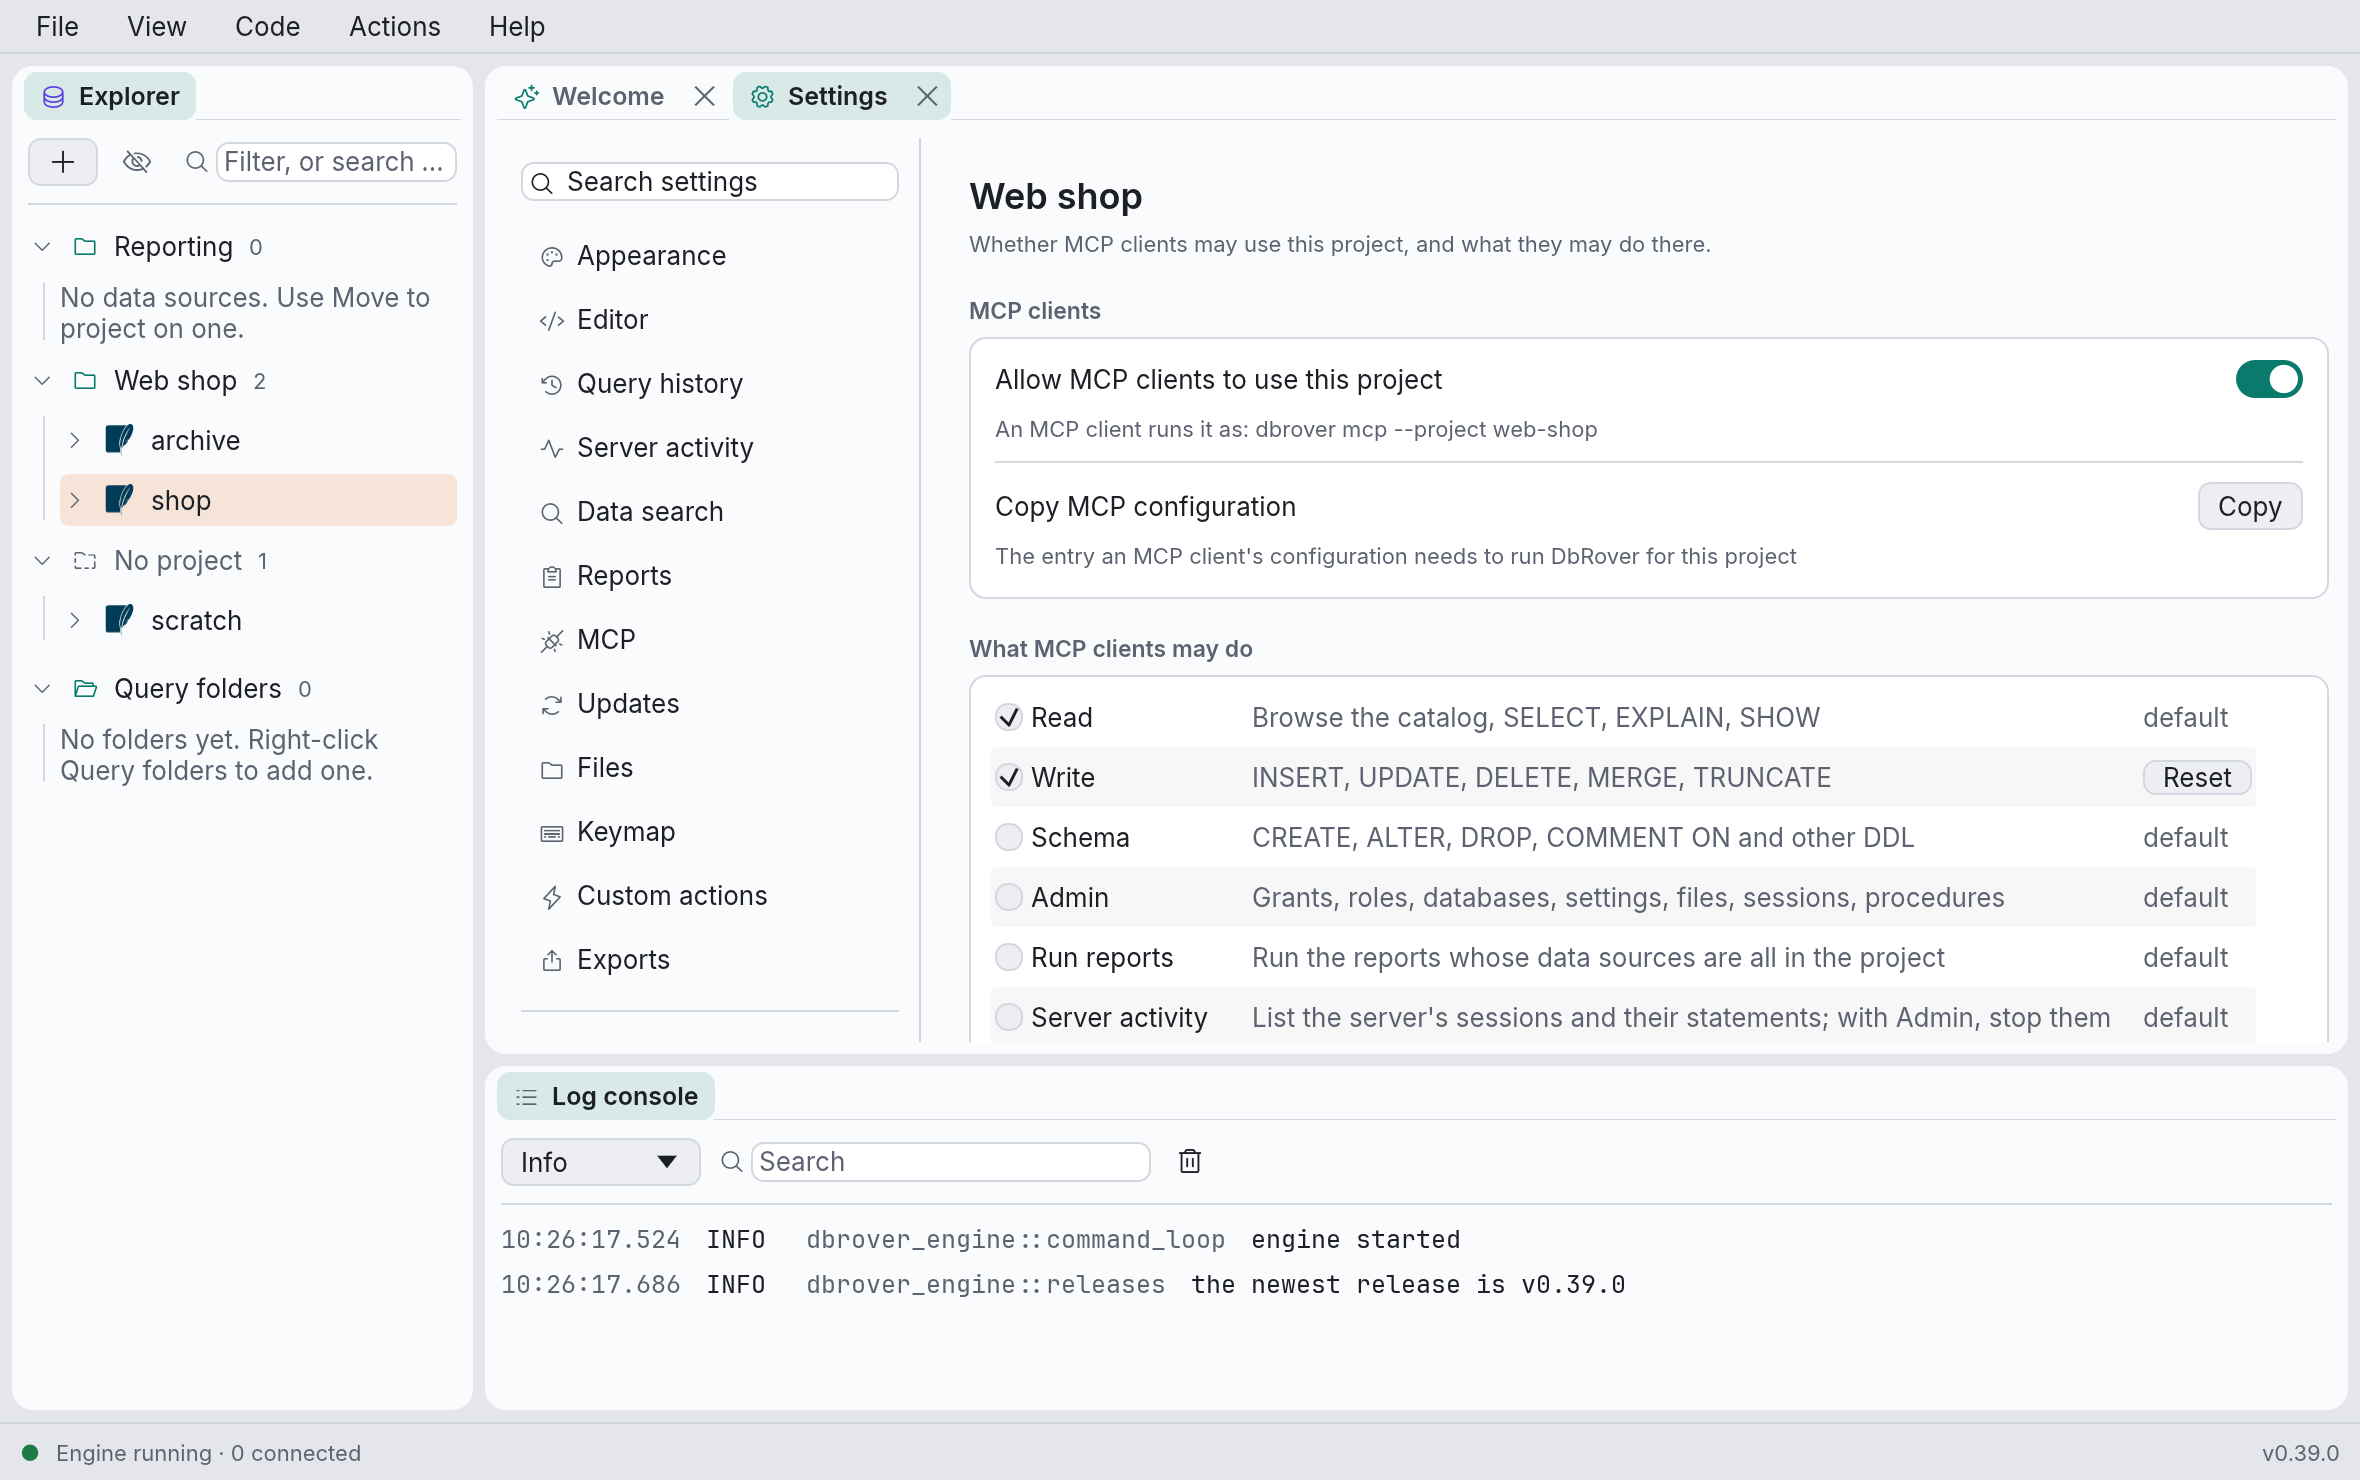 File View Code Actions Help
Explorer
Filter, or search ...
Reporting 0
No data sources. Use Move to
project on one.
Web shop 2
archive
shop
No project 1
scratch
Query folders 0
No folders yet. Right-click
Query folders to add one.
Welcome Settings
Search settings
Appearance
Editor
Query history
Server activity
Data search
Reports
MCP
Updates
Files
Keymap
Custom actions
Exports
Web shop
Whether MCP clients may use this project, and what they may do there.
MCP clients
Allow MCP clients to use this project
An MCP client runs it as: dbrover mcp --project web-shop
Copy MCP configuration Copy
The entry an MCP client's configuration needs to run DbRover for this project
What MCP clients may do
Read Browse the catalog, SELECT, EXPLAIN, SHOW default
Write INSERT, UPDATE, DELETE, MERGE, TRUNCATE Reset
Schema CREATE, ALTER, DROP, COMMENT ON and other DDL default
Admin Grants, roles, databases, settings, files, sessions, procedures default
Run reports Run the reports whose data sources are all in the project default
Server activity List the server's sessions and their statements; with Admin, stop them default
Log console
Info Search
10:26:17.524 INFO dbrover_engine::command_loop engine started
10:26:17.686 INFO dbrover_engine::releases the newest release is v0.39.0
Engine running · 0 connected v0.39.0